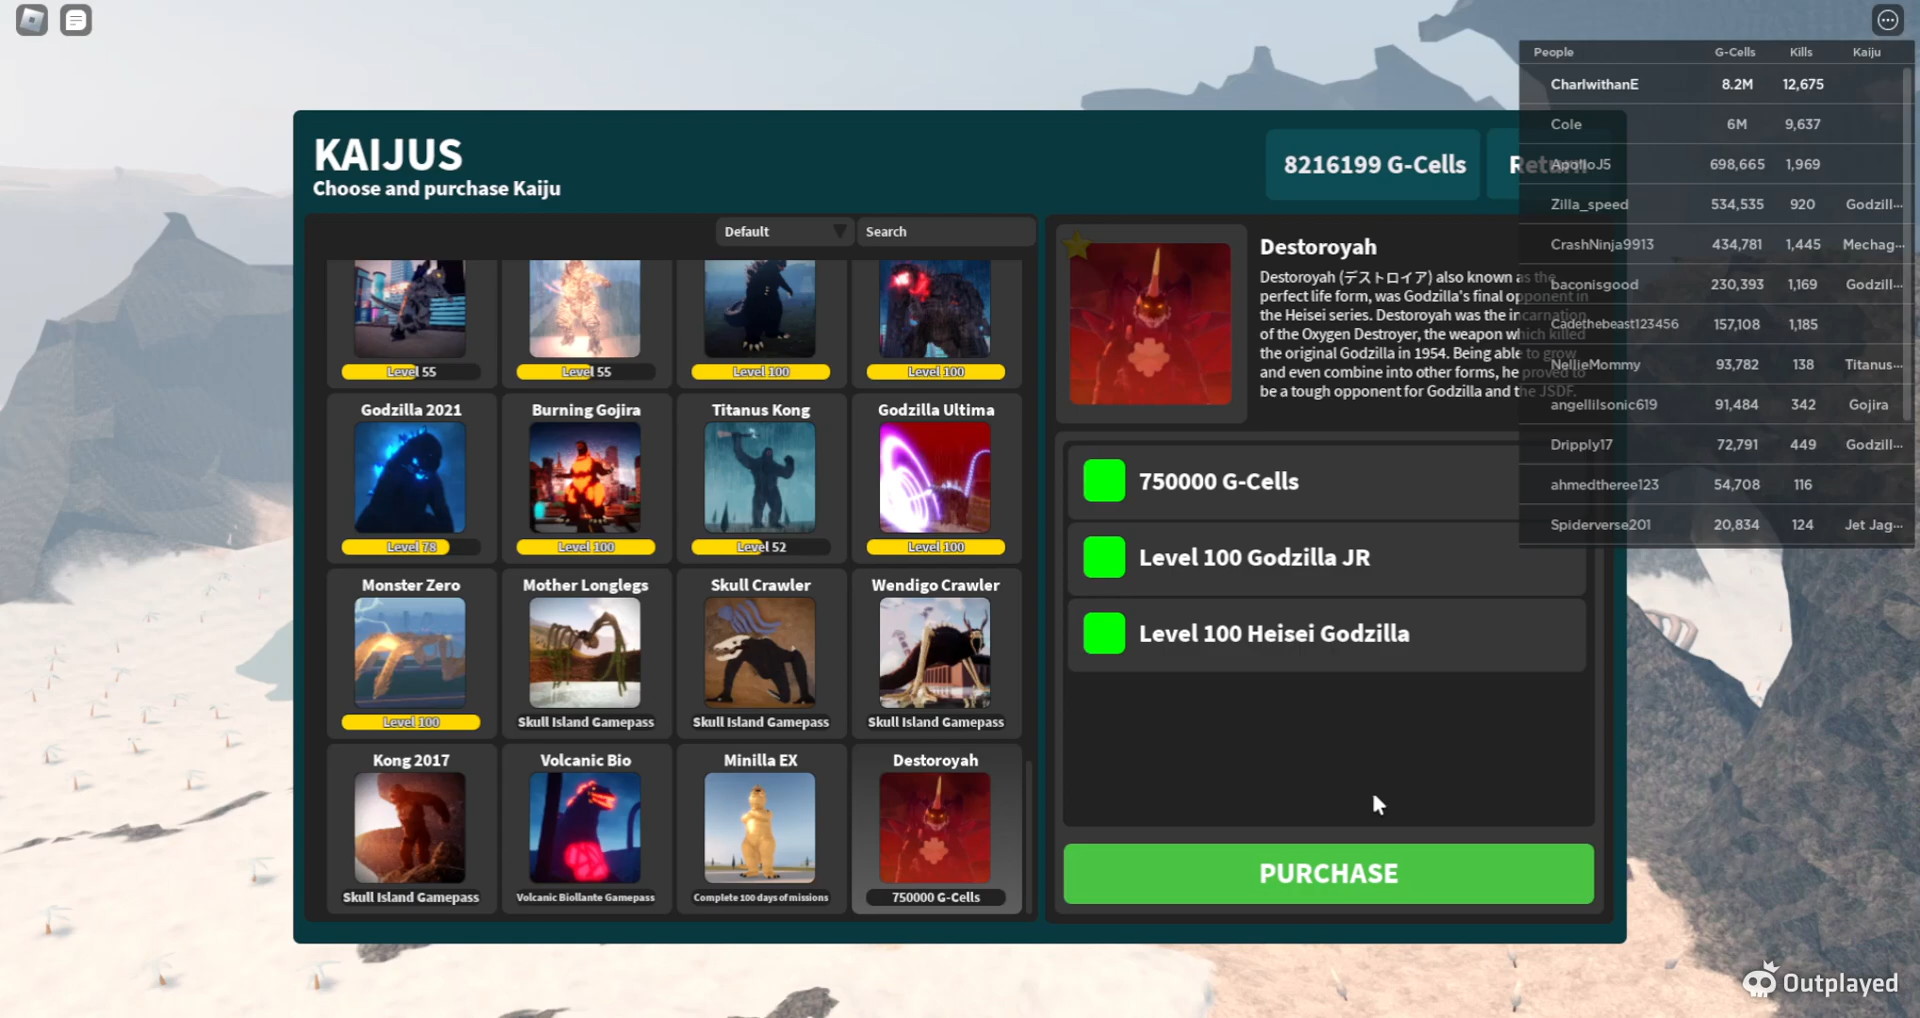 KAIJUS
Choose and purchase Kaiju
8216199 G-Cells
Return
Default
Search
Level 55
Level 55
Level 100
Level 100
Godzilla 2021
Burning Gojira
Titanus Kong
Godzilla Ultima
Level 78
Level 100
Level 52
Level 100
Monster Zero
Mother Longlegs
Skull Crawler
Wendigo Crawler
Level 100
Skull Island Gamepass
Skull Island Gamepass
Skull Island Gamepass
Kong 2017
Volcanic Bio
Minilla EX
Destoroyah
Skull Island Gamepass
Volcanic Biollante Gamepass
Complete 100 days of missions
750000 G-Cells
Destoroyah
Destoroyah (デストロイア) also known as the
perfect life form, was Godzilla's final opponent in
the Heisei series. Destoroyah was the incarnation
of the Oxygen Destroyer, the weapon which killed
the original Godzilla in 1954. Being able to grow
and even combine into other forms, he proved to
be a tough opponent for Godzilla and the JSDF.
750000 G-Cells
Level 100 Godzilla JR
Level 100 Heisei Godzilla
PURCHASE
People G-Cells Kills Kaiju
CharlwithanE 8.2M 12,675
Cole 6M 9,637
ApolloJ5 698,665 1,969
Zilla_speed 534,535 920 Godzill...
CrashNinja9913 434,781 1,445 Mechag...
baconisgood 230,393 1,169 Godzill...
Cadethebeast123456 157,108 1,185
NellieMommy 93,782 138 Titanus...
angellilsonic619 91,484 342 Gojira
Dripply17 72,791 449 Godzill...
ahmedtheree123 54,708 116
Spiderverse201 20,834 124 Jet Jag...
Outplayed